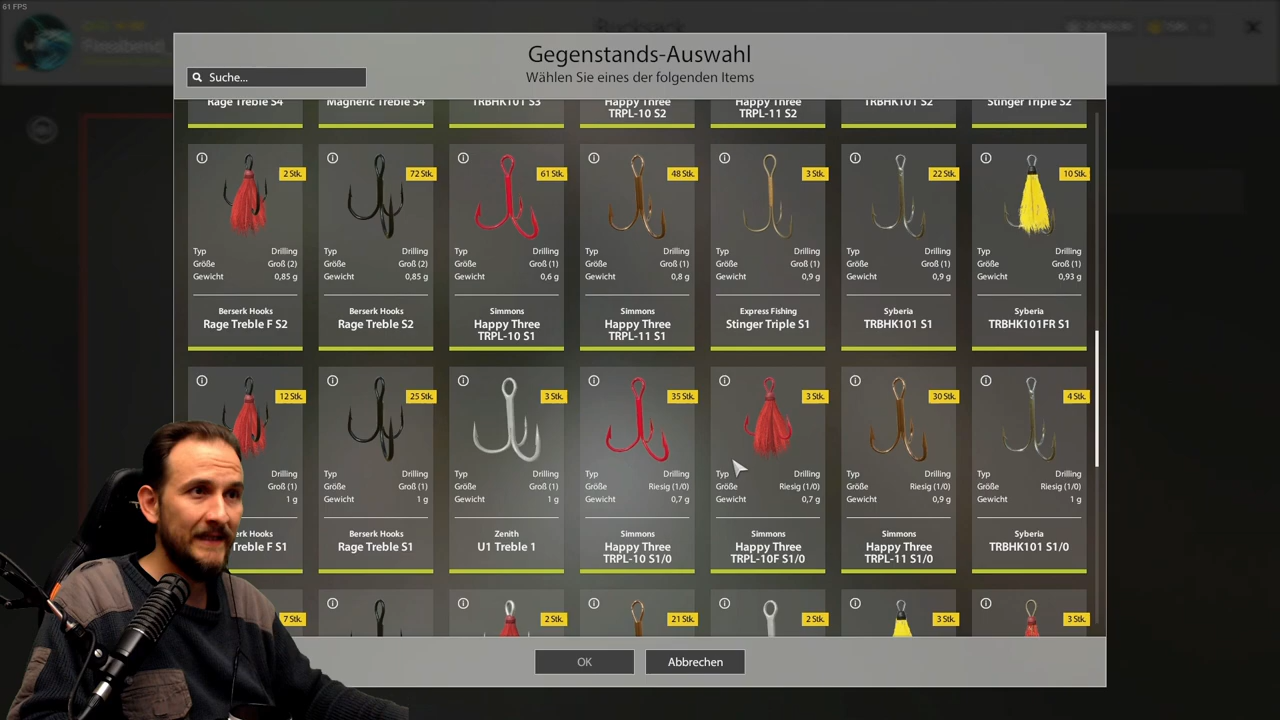 61 FPS
Gegenstands-Auswahl
Suche...
Wählen Sie eines der folgenden Items
Rage Treble S4
Magneric Treble S4
TRBHK101 S3
Happy Three
TRPL-10 S2
Happy Three
TRPL-11 S2
TRBHK101 S2
Stinger Triple S2
2 Stk.
Typ Drilling
Größe Groß (2)
Gewicht 0,85 g
Berserk Hooks
Rage Treble F S2
72 Stk.
Typ Drilling
Größe Groß (2)
Gewicht 0,85 g
Berserk Hooks
Rage Treble S2
61 Stk.
Typ Drilling
Größe Groß (1)
Gewicht 0,6 g
Simmons
Happy Three
TRPL-10 S1
48 Stk.
Typ Drilling
Größe Groß (1)
Gewicht 0,8 g
Simmons
Happy Three
TRPL-11 S1
3 Stk.
Typ Drilling
Größe Groß (1)
Gewicht 0,9 g
Express Fishing
Stinger Triple S1
22 Stk.
Typ Drilling
Größe Groß (1)
Gewicht 0,9 g
Syberia
TRBHK101 S1
10 Stk.
Typ Drilling
Größe Groß (1)
Gewicht 0,93 g
Syberia
TRBHK101FR S1
12 Stk.
Drilling
Groß (1)
1 g
rk Hooks
Treble F S1
25 Stk.
Typ Drilling
Größe Groß (1)
Gewicht 1 g
Berserk Hooks
Rage Treble S1
3 Stk.
Typ Drilling
Größe Groß (1)
Gewicht 1 g
Zenith
U1 Treble 1
35 Stk.
Typ Drilling
Größe Riesig (1/0)
Gewicht 0,7 g
Simmons
Happy Three
TRPL-10 S1/0
3 Stk.
Typ Drilling
Größe Riesig (1/0)
Gewicht 0,7 g
Simmons
Happy Three
TRPL-10F S1/0
30 Stk.
Typ Drilling
Größe Riesig (1/0)
Gewicht 0,9 g
Simmons
Happy Three
TRPL-11 S1/0
4 Stk.
Typ Drilling
Größe Riesig (1/0)
Gewicht 1 g
Syberia
TRBHK101 S1/0
7 Stk.
2 Stk.
21 Stk.
2 Stk.
3 Stk.
3 Stk.
OK
Abbrechen